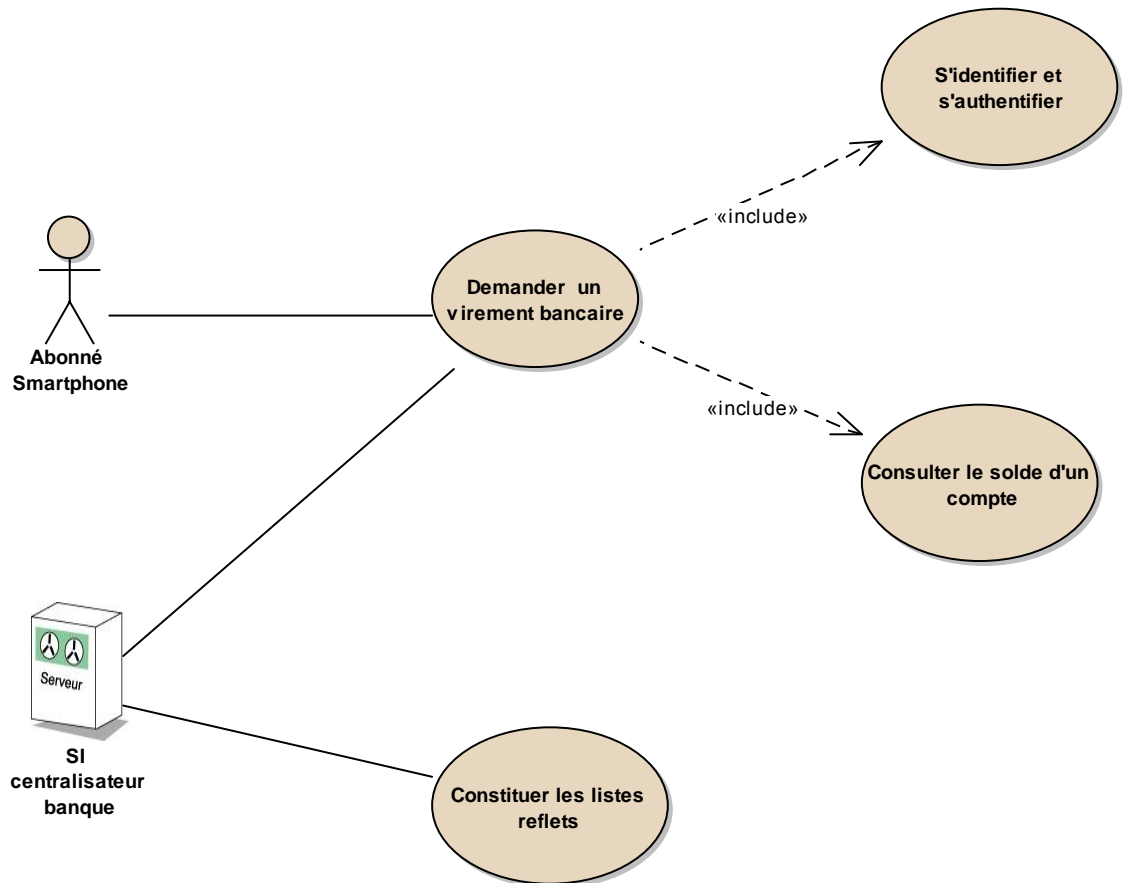 S'identifier et
s'authentifier
«include»
Demander un
virement bancaire
Abonné
Smartphone
«include»
Consulter le solde d'un
compte
Serveur
SI
centralisateur
banque
Constituer les listes
reflets